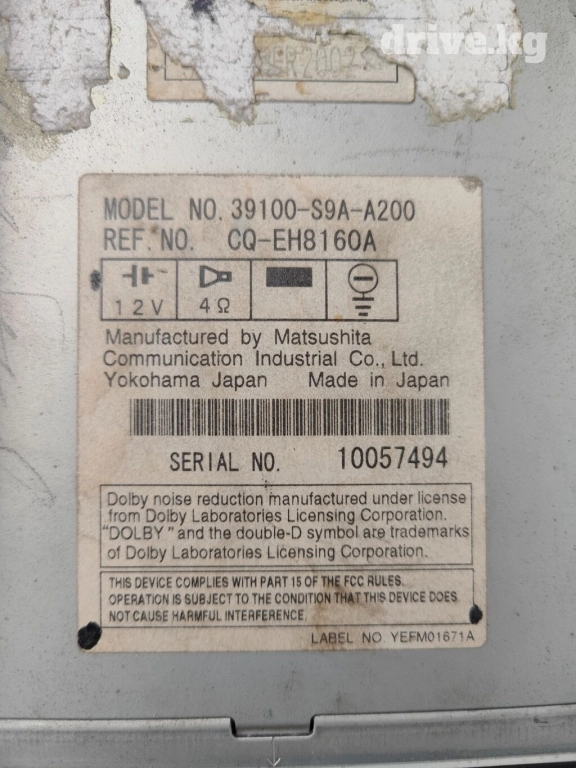 drive.kg
MODEL NO. 39100-S9A-A200
REF. NO. CQ-EH8160A
12V 4Ω
Manufactured by Matsushita
Communication Industrial Co., Ltd.
Yokohama Japan Made in Japan
SERIAL NO. 10057494
Dolby noise reduction manufactured under license
from Dolby Laboratories Licensing Corporation.
"DOLBY" and the double-D symbol are trademarks
of Dolby Laboratories Licensing Corporation.
THIS DEVICE COMPLIES WITH PART 15 OF THE FCC RULES.
OPERATION IS SUBJECT TO THE CONDITION THAT THIS DEVICE DOES
NOT CAUSE HARMFUL INTERFERENCE.
LABEL NO. YEFM01671A